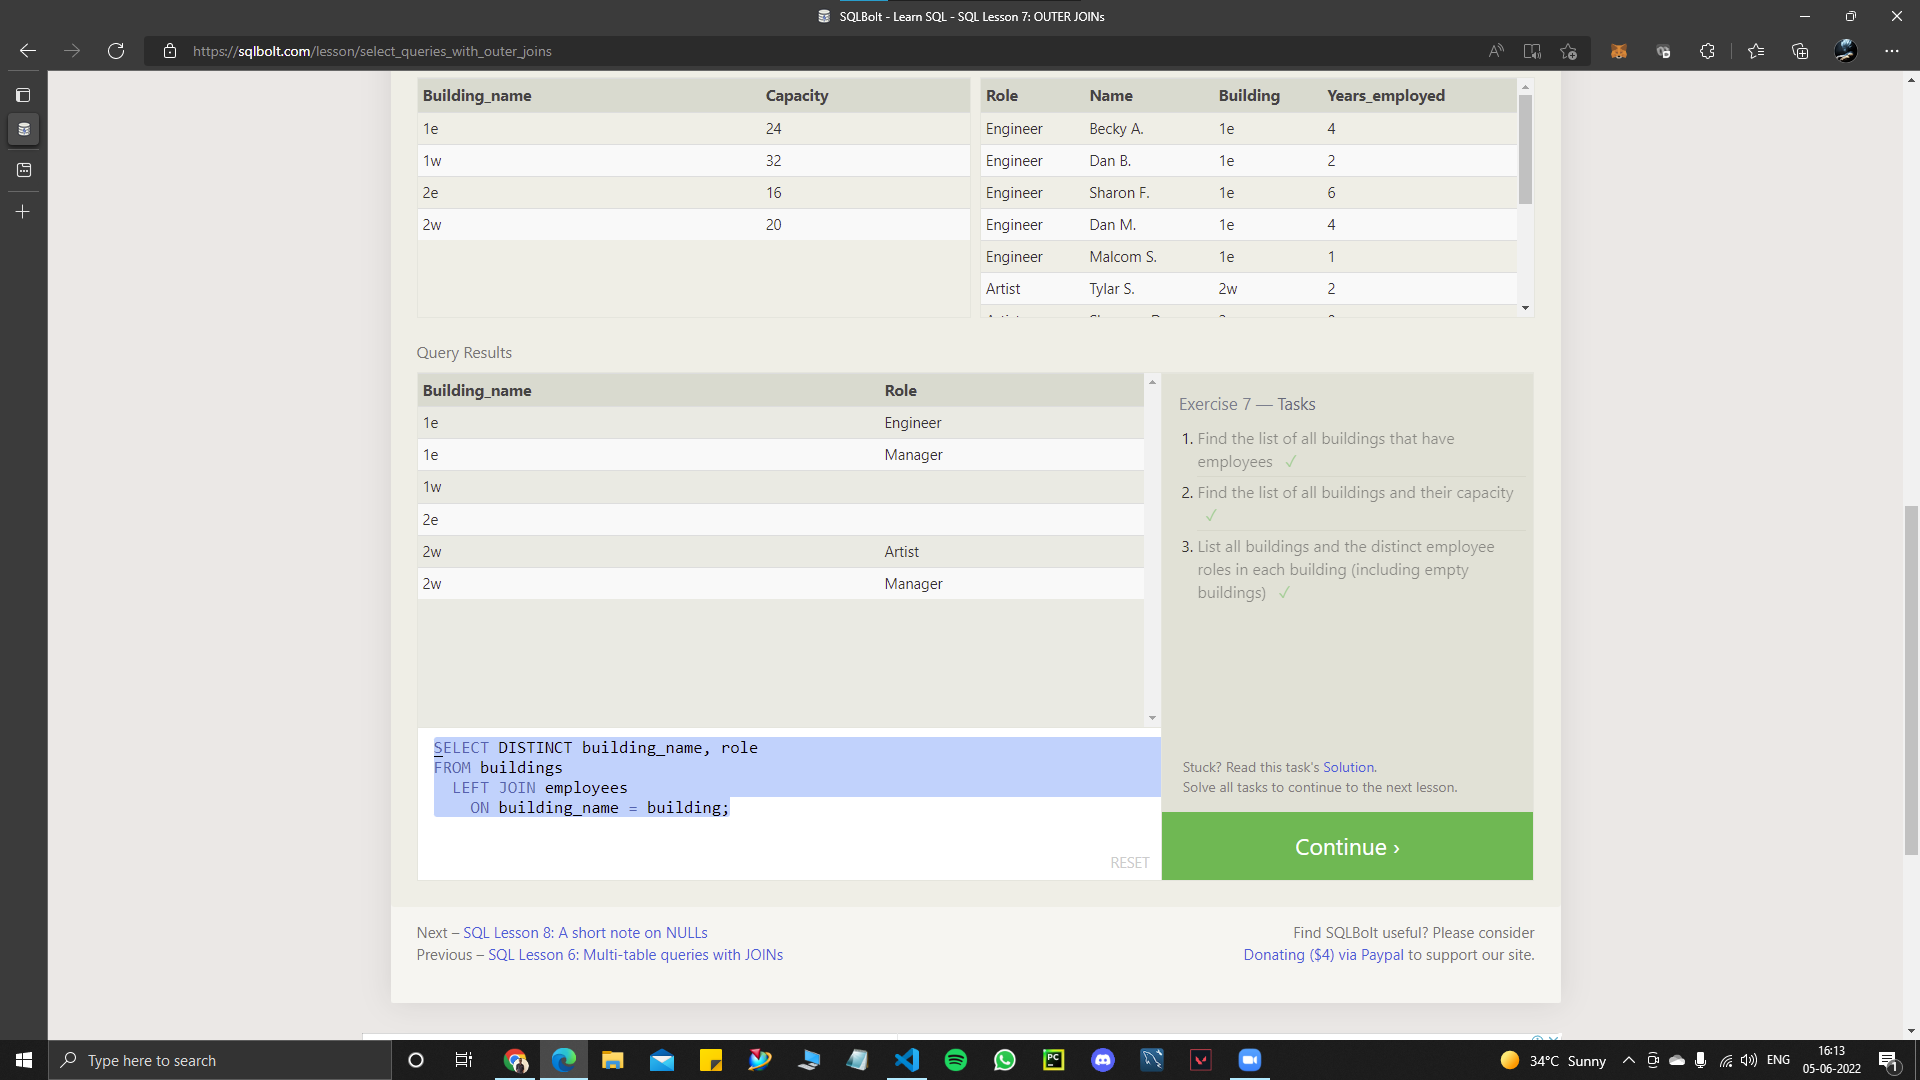 SQLBolt - Learn SQL - SQL Lesson 7: OUTER JOINs
https://sqlbolt.com/lesson/select_queries_with_outer_joins
Building_name Capacity
1e 24
1w 32
2e 16
2w 20
Role Name Building Years_employed
Engineer Becky A. 1e 4
Engineer Dan B. 1e 2
Engineer Sharon F. 1e 6
Engineer Dan M. 1e 4
Engineer Malcom S. 1e 1
Artist Tylar S. 2w 2
Query Results
Building_name Role
1e Engineer
1e Manager
1w
2e
2w Artist
2w Manager
Exercise 7 — Tasks
1. Find the list of all buildings that have
employees ✓
2. Find the list of all buildings and their capacity
✓
3. List all buildings and the distinct employee
roles in each building (including empty
buildings) ✓
SELECT DISTINCT building_name, role
FROM buildings
LEFT JOIN employees
ON building_name = building;
RESET
Stuck? Read this task's Solution.
Solve all tasks to continue to the next lesson.
Continue ›
Next – SQL Lesson 8: A short note on NULLs
Previous – SQL Lesson 6: Multi-table queries with JOINs
Find SQLBolt useful? Please consider
Donating ($4) via Paypal to support our site.
Type here to search
34°C Sunny
ENG
16:13
05-06-2022
1